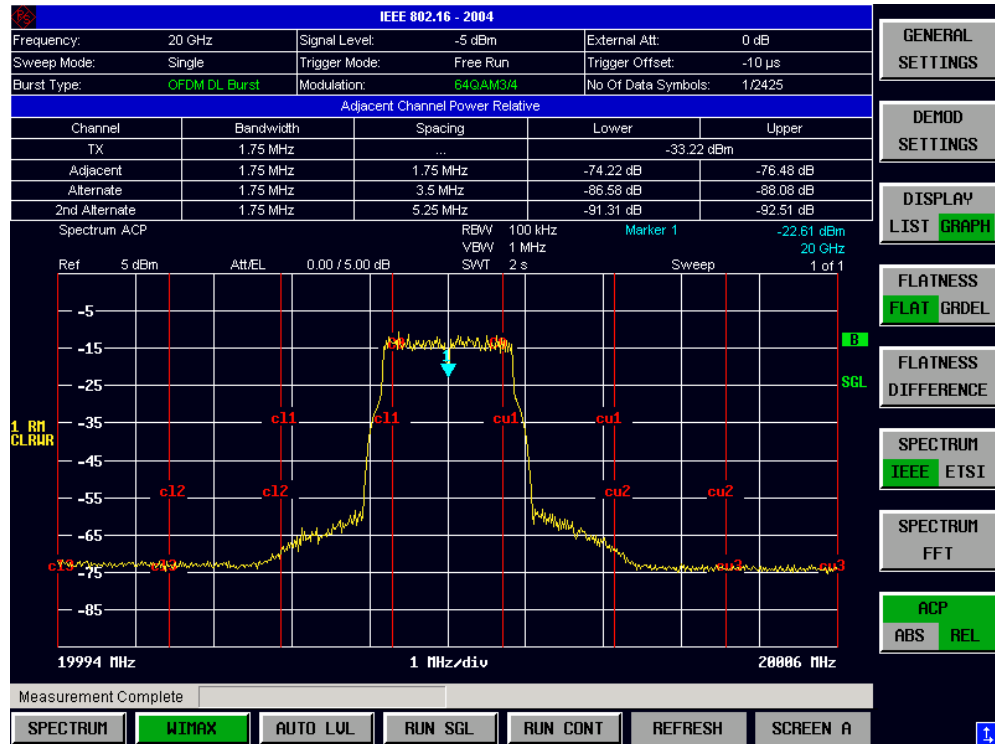 IEEE 802.16 - 2004
Frequency: 20 GHz Signal Level: -5 dBm External Att: 0 dB
Sweep Mode: Single Trigger Mode: Free Run Trigger Offset: -10 µs
Burst Type: OFDM DL Burst Modulation: 64QAM3/4 No Of Data Symbols: 1/2425
Adjacent Channel Power Relative
Channel Bandwidth Spacing Lower Upper
TX 1.75 MHz ... -33.22 dBm
Adjacent 1.75 MHz 1.75 MHz -74.22 dB -76.48 dB
Alternate 1.75 MHz 3.5 MHz -86.58 dB -88.08 dB
2nd Alternate 1.75 MHz 5.25 MHz -91.31 dB -92.51 dB
Spectrum ACP RBW 100 kHz Marker 1 -22.61 dBm
VBW 1 MHz 20 GHz
Ref 5 dBm Att/EL 0.00 / 5.00 dB SWT 2 s Sweep 1 of 1
-5
-15 B
1
-25 SGL
cl1 cl1 cu1 cu1
-35
1 RM
CLRWR
-45
cl2 cl2 cu2 cu2
-55
-65
cl3 cl3 cu3 cu3
-75
-85
19994 MHz 1 MHz/div 20006 MHz
Measurement Complete
SPECTRUM WIMAX AUTO LVL RUN SGL RUN CONT REFRESH SCREEN A
GENERAL
SETTINGS
DEMOD
SETTINGS
DISPLAY
LIST GRAPH
FLATNESS
FLAT GRDEL
FLATNESS
DIFFERENCE
SPECTRUM
IEEE ETSI
SPECTRUM
FFT
ACP
ABS REL